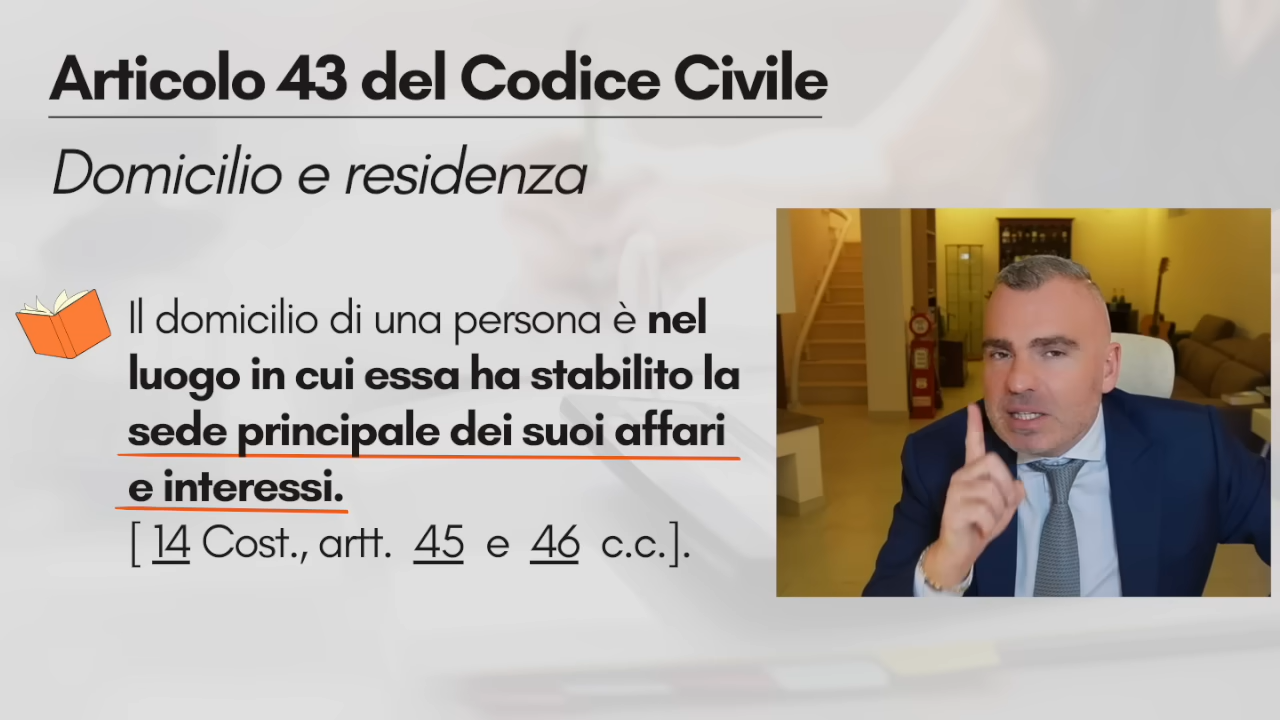 Articolo 43 del Codice Civile
Domicilio e residenza
Il domicilio di una persona è nel
luogo in cui essa ha stabilito la
sede principale dei suoi affari
e interessi.
[ 14 Cost., artt. 45 e 46 c.c.].